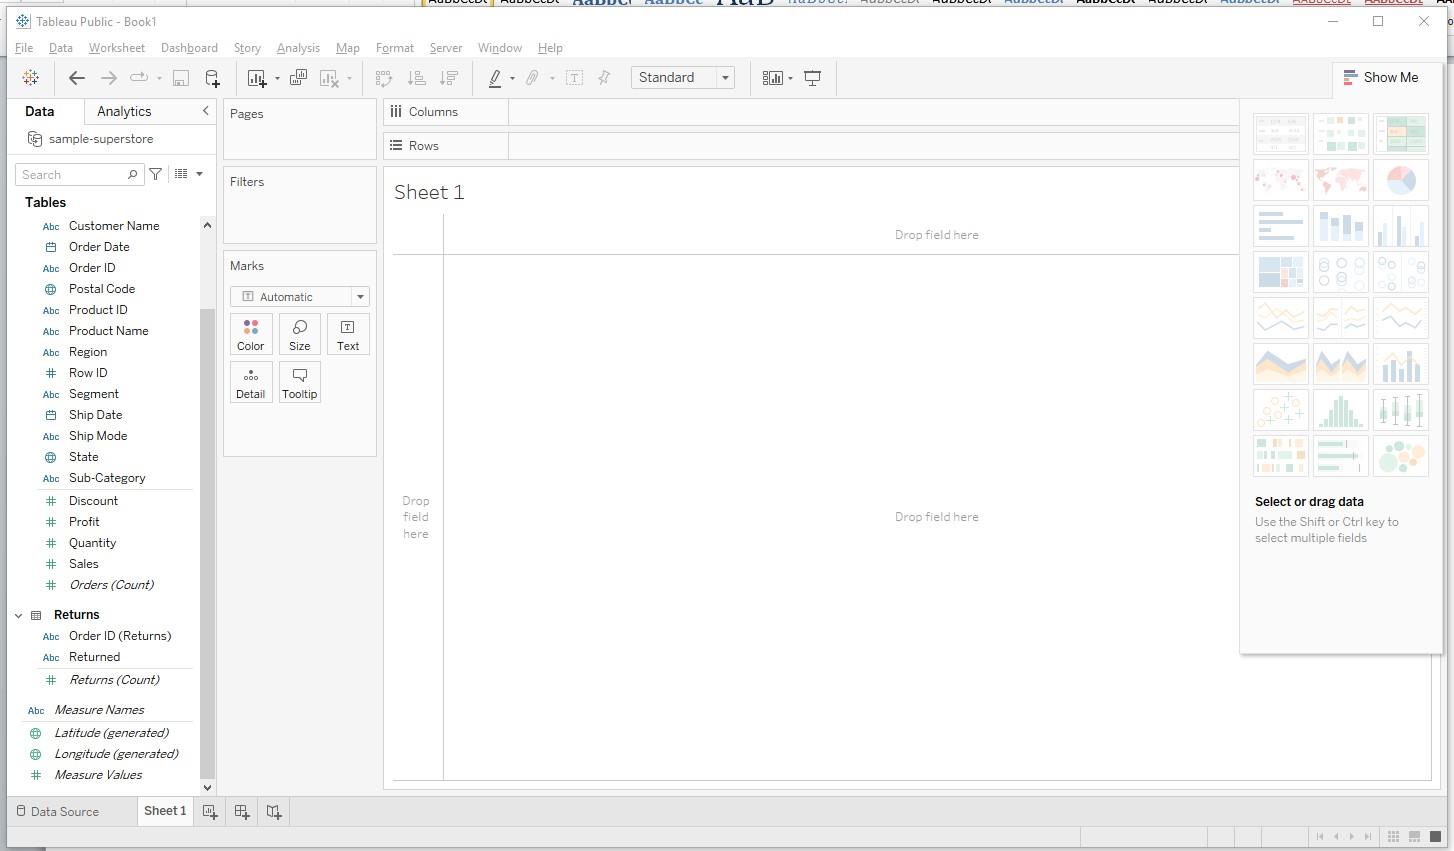 Tableau Public - Book1
File Data Worksheet Dashboard Story Analysis Map Format Server Window Help
Standard
Show Me
Data Analytics
sample-superstore
Search
Tables
Abc Customer Name
Order Date
Abc Order ID
Postal Code
Abc Product ID
Abc Product Name
Abc Region
# Row ID
Abc Segment
Ship Date
Abc Ship Mode
State
Abc Sub-Category
# Discount
# Profit
# Quantity
# Sales
# Orders (Count)
Returns
Abc Order ID (Returns)
Abc Returned
# Returns (Count)
Abc Measure Names
Latitude (generated)
Longitude (generated)
# Measure Values
Pages
Filters
Marks
Automatic
Color Size Text
Detail Tooltip
Columns
Rows
Sheet 1
Drop field here
Drop
field
here
Drop field here
Select or drag data
Use the Shift or Ctrl key to
select multiple fields
Data Source Sheet 1